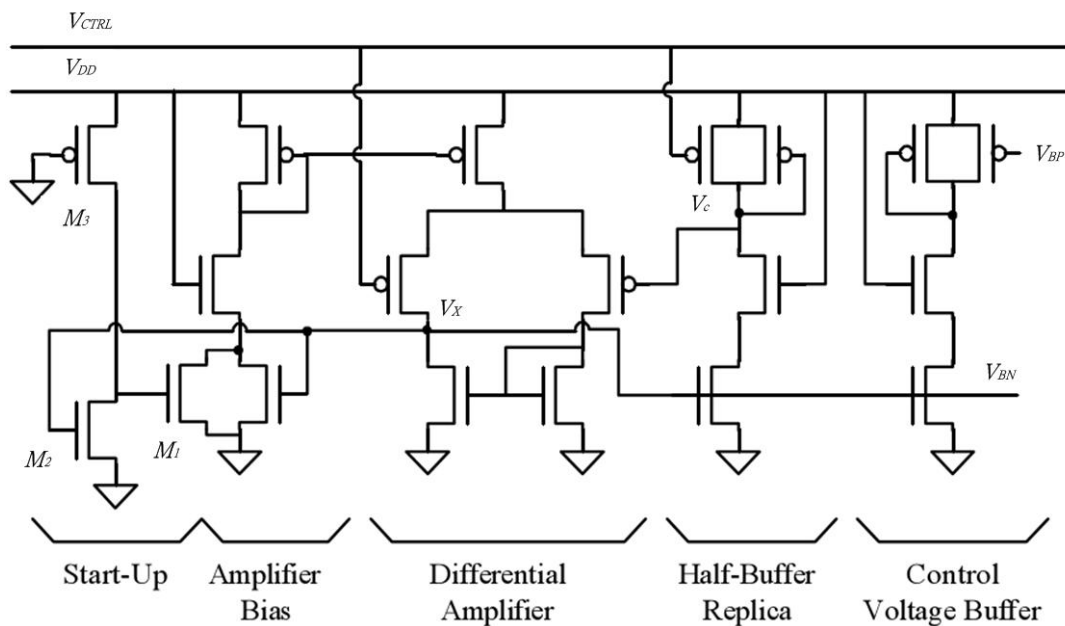 V_CTRL
V_DD
V_BP
M_3
V_c
V_X
V_BN
M_2
M_1
Start-Up
Amplifier
Bias
Differential
Amplifier
Half-Buffer
Replica
Control
Voltage Buffer